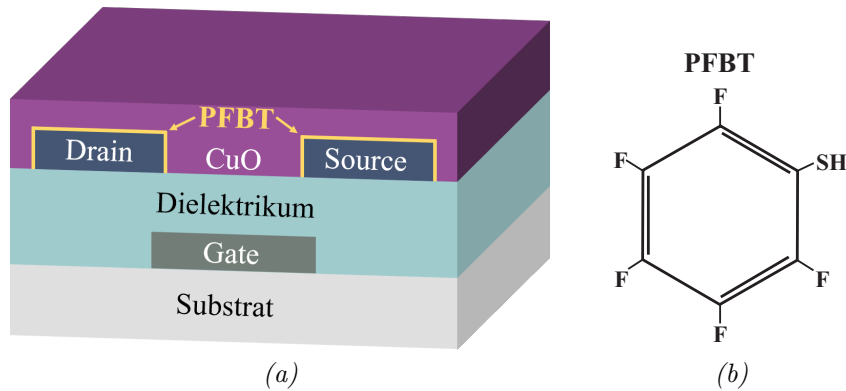 PFBT
Drain
CuO
Source
Dielektrikum
Gate
Substrat
(a)
PFBT
F
F
SH
F
F
F
(b)